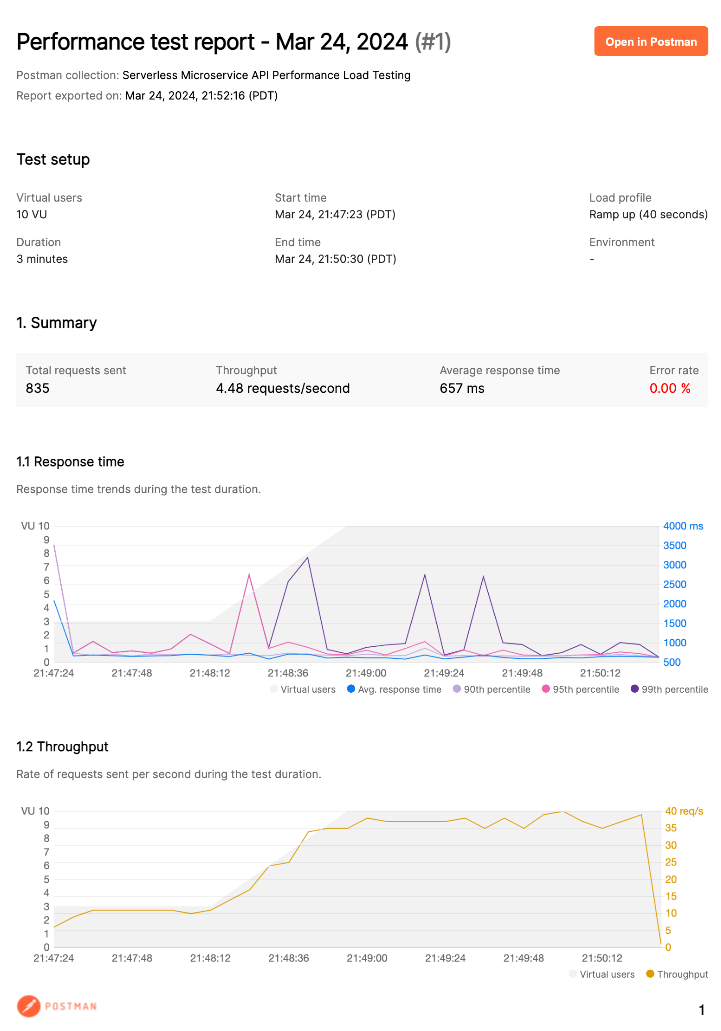 Performance test report - Mar 24, 2024 (#1)
Open in Postman
Postman collection: Serverless Microservice API Performance Load Testing
Report exported on: Mar 24, 2024, 21:52:16 (PDT)
Test setup
Virtual users
10 VU
Start time
Mar 24, 21:47:23 (PDT)
Load profile
Ramp up (40 seconds)
Duration
3 minutes
End time
Mar 24, 21:50:30 (PDT)
Environment
-
1. Summary
Total requests sent
835
Throughput
4.48 requests/second
Average response time
657 ms
Error rate
0.00 %
1.1 Response time
Response time trends during the test duration.
VU 10
9
8
7
6
5
4
3
2
1
0
4000 ms
3500
3000
2500
2000
1500
1000
500
21:47:24 21:47:48 21:48:12 21:48:36 21:49:00 21:49:24 21:49:48 21:50:12
Virtual users Avg. response time 90th percentile 95th percentile 99th percentile
1.2 Throughput
Rate of requests sent per second during the test duration.
VU 10
9
8
7
6
5
4
3
2
1
0
40 req/s
35
30
25
20
15
10
5
0
21:47:24 21:47:48 21:48:12 21:48:36 21:49:00 21:49:24 21:49:48 21:50:12
Virtual users Throughput
POSTMAN
1